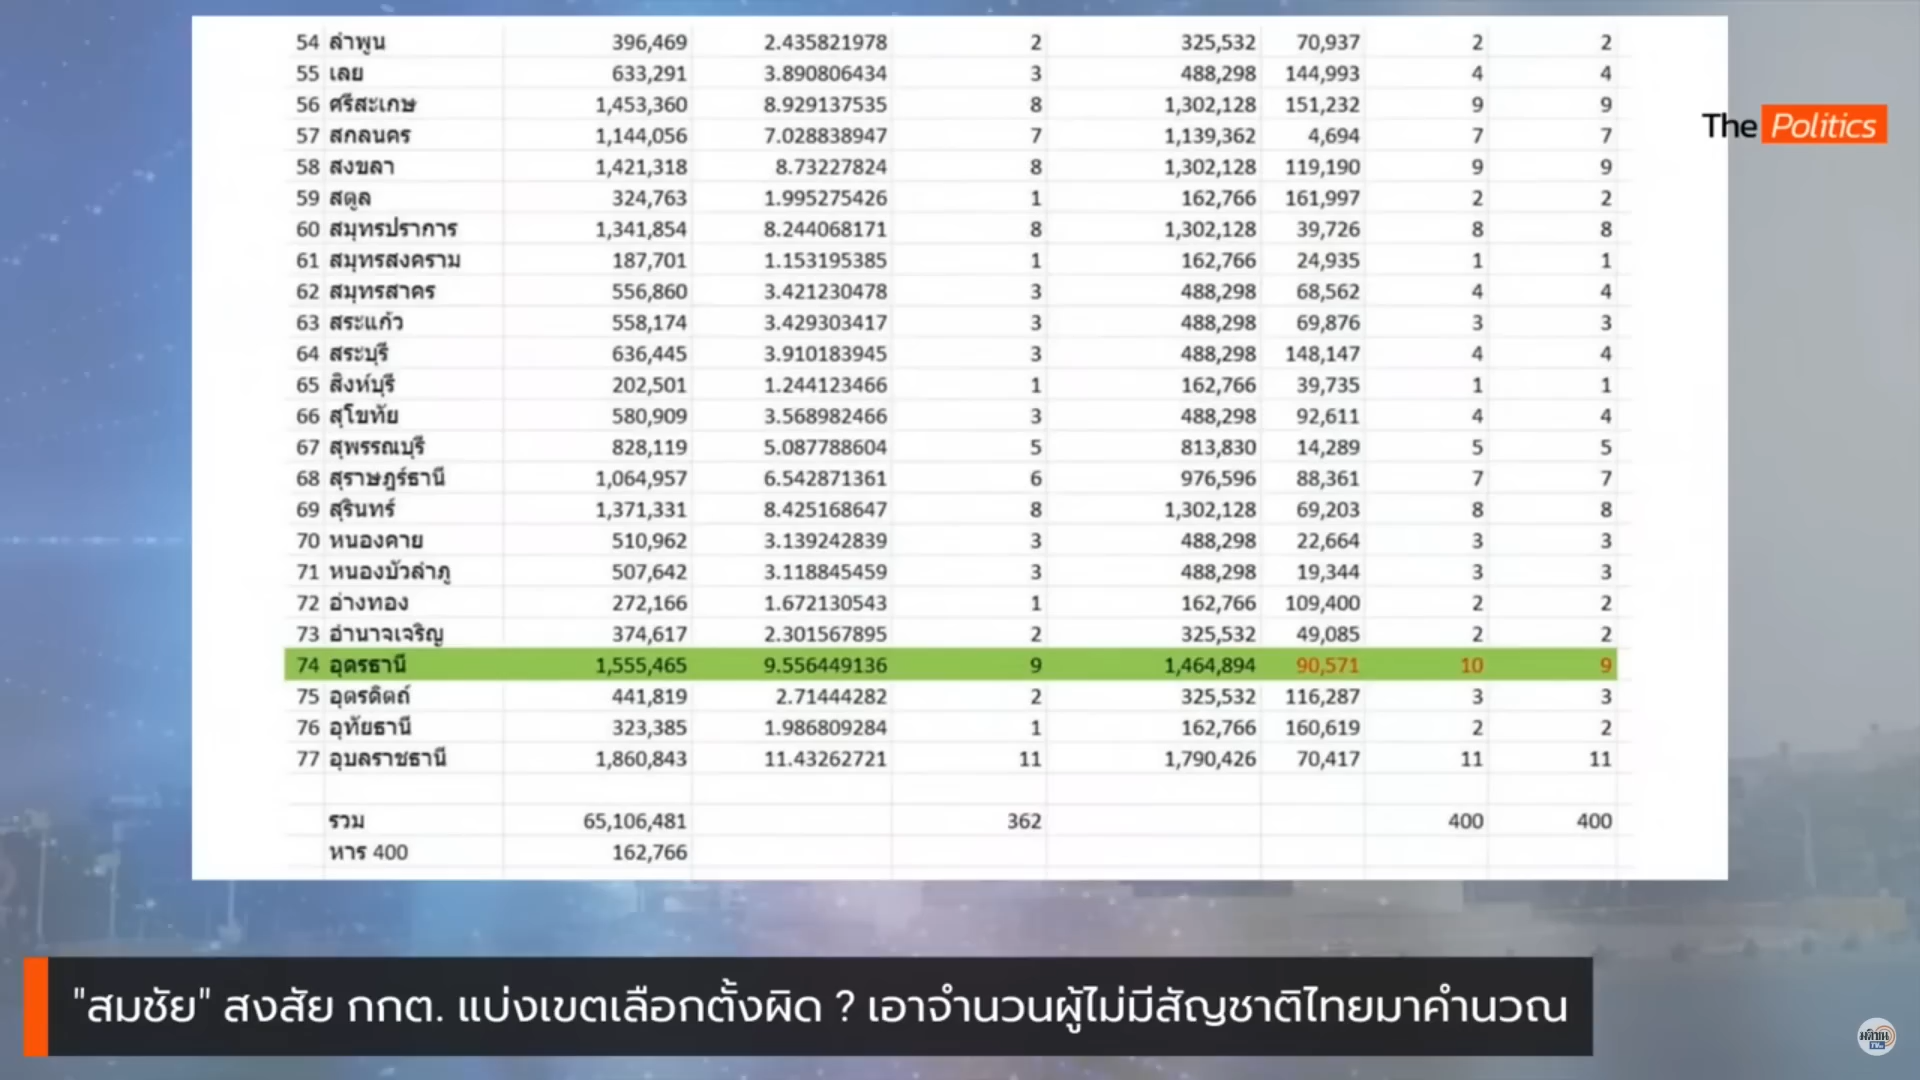 54 ลำพูน 396,469 2.435821978 2 325,532 70,937 2 2
55 เลย 633,291 3.890806434 3 488,298 144,993 4 4
56 ศรีสะเกษ 1,453,360 8.929137535 8 1,302,128 151,232 9 9
57 สกลนคร 1,144,056 7.028838947 7 1,139,362 4,694 7 7
58 สงขลา 1,421,318 8.73227824 8 1,302,128 119,190 9 9
59 สตูล 324,763 1.995275426 1 162,766 161,997 2 2
60 สมุทรปราการ 1,341,854 8.244068171 8 1,302,128 39,726 8 8
61 สมุทรสงคราม 187,701 1.153195385 1 162,766 24,935 1 1
62 สมุทรสาคร 556,860 3.421230478 3 488,298 68,562 4 4
63 สระแก้ว 558,174 3.429303417 3 488,298 69,876 3 3
64 สระบุรี 636,445 3.910183945 3 488,298 148,147 4 4
65 สิงห์บุรี 202,501 1.244123466 1 162,766 39,735 1 1
66 สุโขทัย 580,909 3.568982466 3 488,298 92,611 4 4
67 สุพรรณบุรี 828,119 5.087788604 5 813,830 14,289 5 5
68 สุราษฎร์ธานี 1,064,957 6.542871361 6 976,596 88,361 7 7
69 สุรินทร์ 1,371,331 8.425168647 8 1,302,128 69,203 8 8
70 หนองคาย 510,962 3.139242839 3 488,298 22,664 3 3
71 หนองบัวลำภู 507,642 3.118845459 3 488,298 19,344 3 3
72 อ่างทอง 272,166 1.672130543 1 162,766 109,400 2 2
73 อำนาจเจริญ 374,617 2.301567895 2 325,532 49,085 2 2
74 อุดรธานี 1,555,465 9.556449136 9 1,464,894 90,571 10 9
75 อุตรดิตถ์ 441,819 2.71444282 2 325,532 116,287 3 3
76 อุทัยธานี 323,385 1.986809284 1 162,766 160,619 2 2
77 อุบลราชธานี 1,860,843 11.43262721 11 1,790,426 70,417 11 11
รวม 65,106,481 362 400 400
หาร 400 162,766
The Politics
"สมชัย" สงสัย กกต. แบ่งเขตเลือกตั้งผิด ? เอาจำนวนผู้ไม่มีสัญชาติไทยมาคำนวณ
มติชน
TV